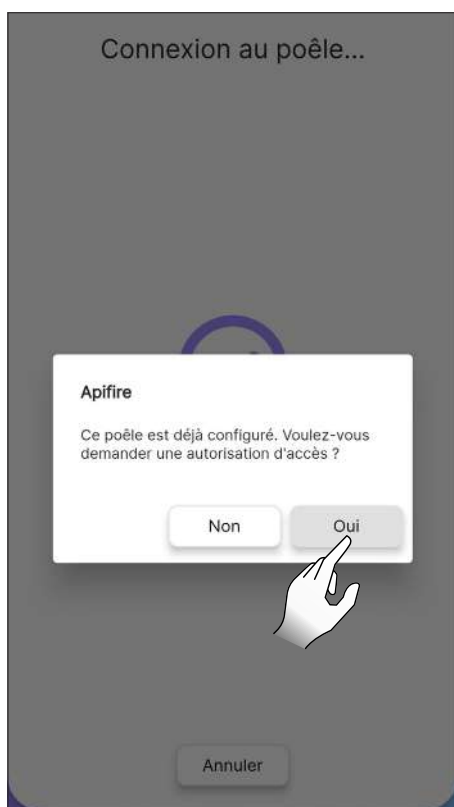 Connexion au poêle...
Apifire
Ce poêle est déjà configuré. Voulez-vous
demander une autorisation d'accès ?
Non
Oui
Annuler